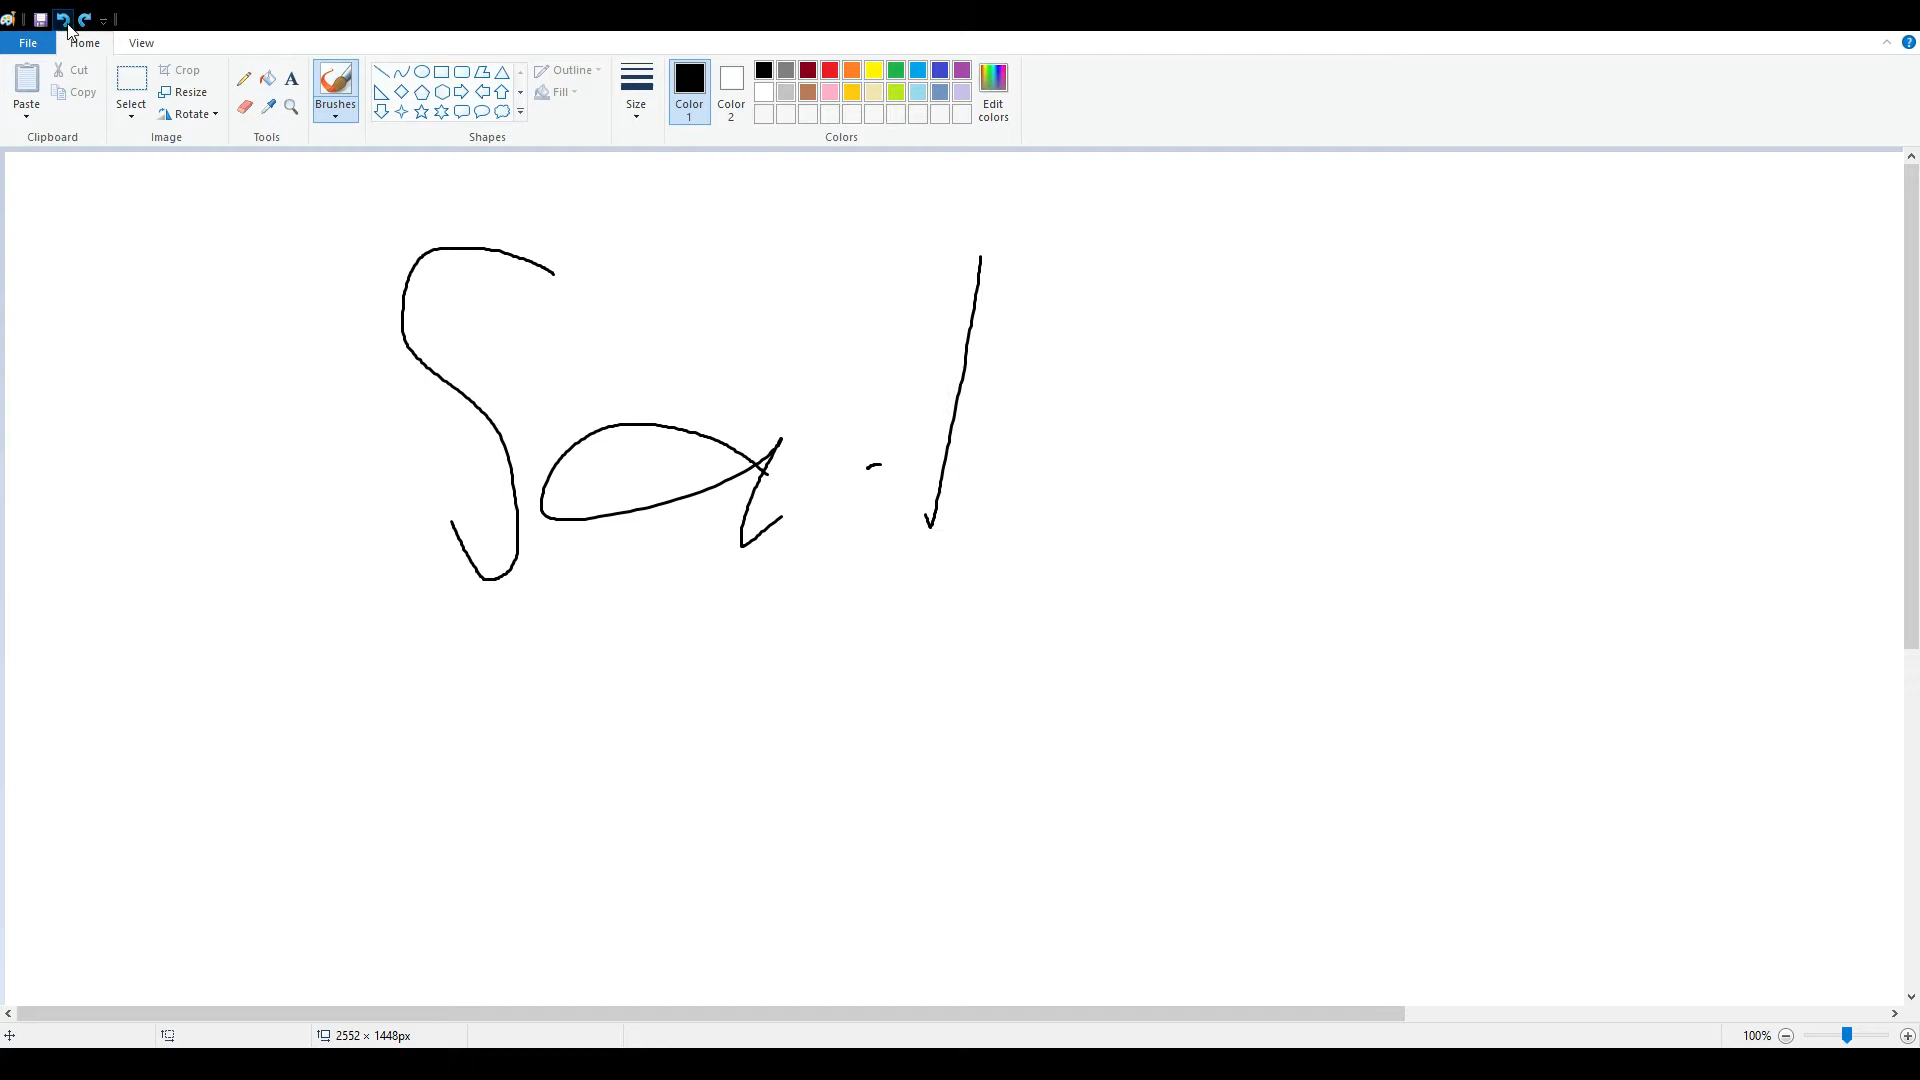 File Home View
Cut Crop Outline Color Color Edit
Copy Resize Fill
Paste Select Rotate Brushes Size 1 2 colors
Clipboard Image Tools Shapes Colors
2552 × 1448px 100%